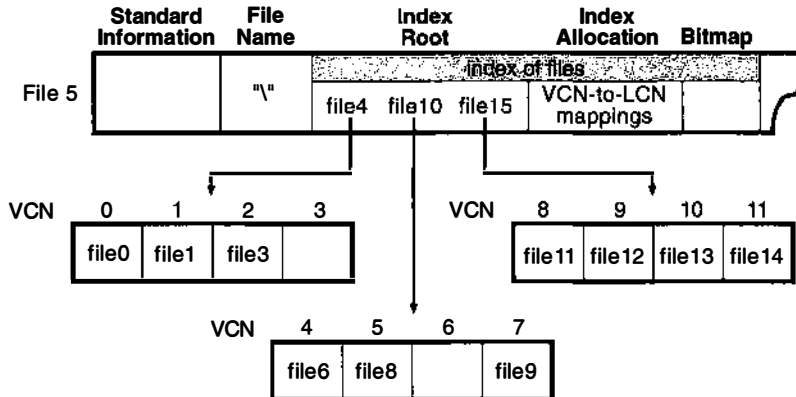 Standard Information
File Name
Index Root
Index Allocation
Bitmap
index of files
File 5
"\"
file4 file10 file15
VCN-to-LCN mappings
VCN 0 1 2 3
file0 file1 file3
VCN 8 9 10 11
file11 file12 file13 file14
VCN 4 5 6 7
file6 file8 file9